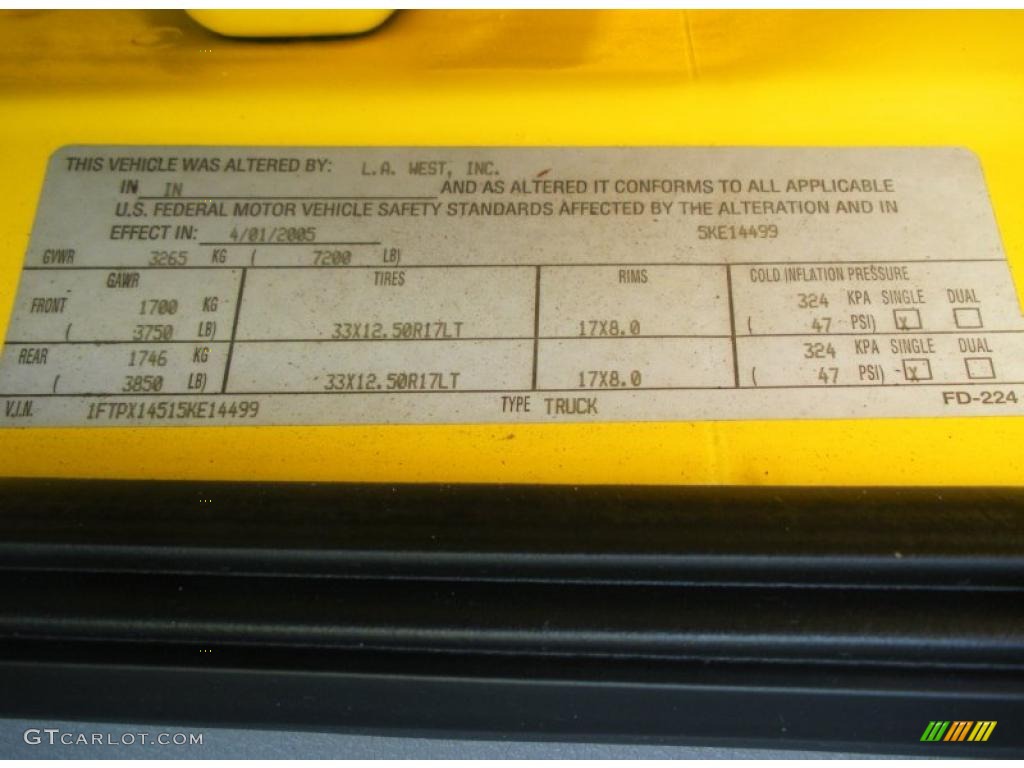 THIS VEHICLE WAS ALTERED BY: L.A. WEST, INC.
IN IN AND AS ALTERED IT CONFORMS TO ALL APPLICABLE
U.S. FEDERAL MOTOR VEHICLE SAFETY STANDARDS AFFECTED BY THE ALTERATION AND IN
EFFECT IN: 4/01/2005 5KE14499
GVWR 3265 KG ( 7200 LB)
GAWR TIRES RIMS COLD INFLATION PRESSURE
FRONT 1700 KG 324 KPA SINGLE DUAL
( 3750 LB) 33X12.50R17LT 17X8.0 ( 47 PSI) X
REAR 1746 KG 324 KPA SINGLE DUAL
( 3850 LB) 33X12.50R17LT 17X8.0 ( 47 PSI) - X
V.I.N. 1FTPX14515KE14499 TYPE TRUCK FD-224
GTCARLOT.COM